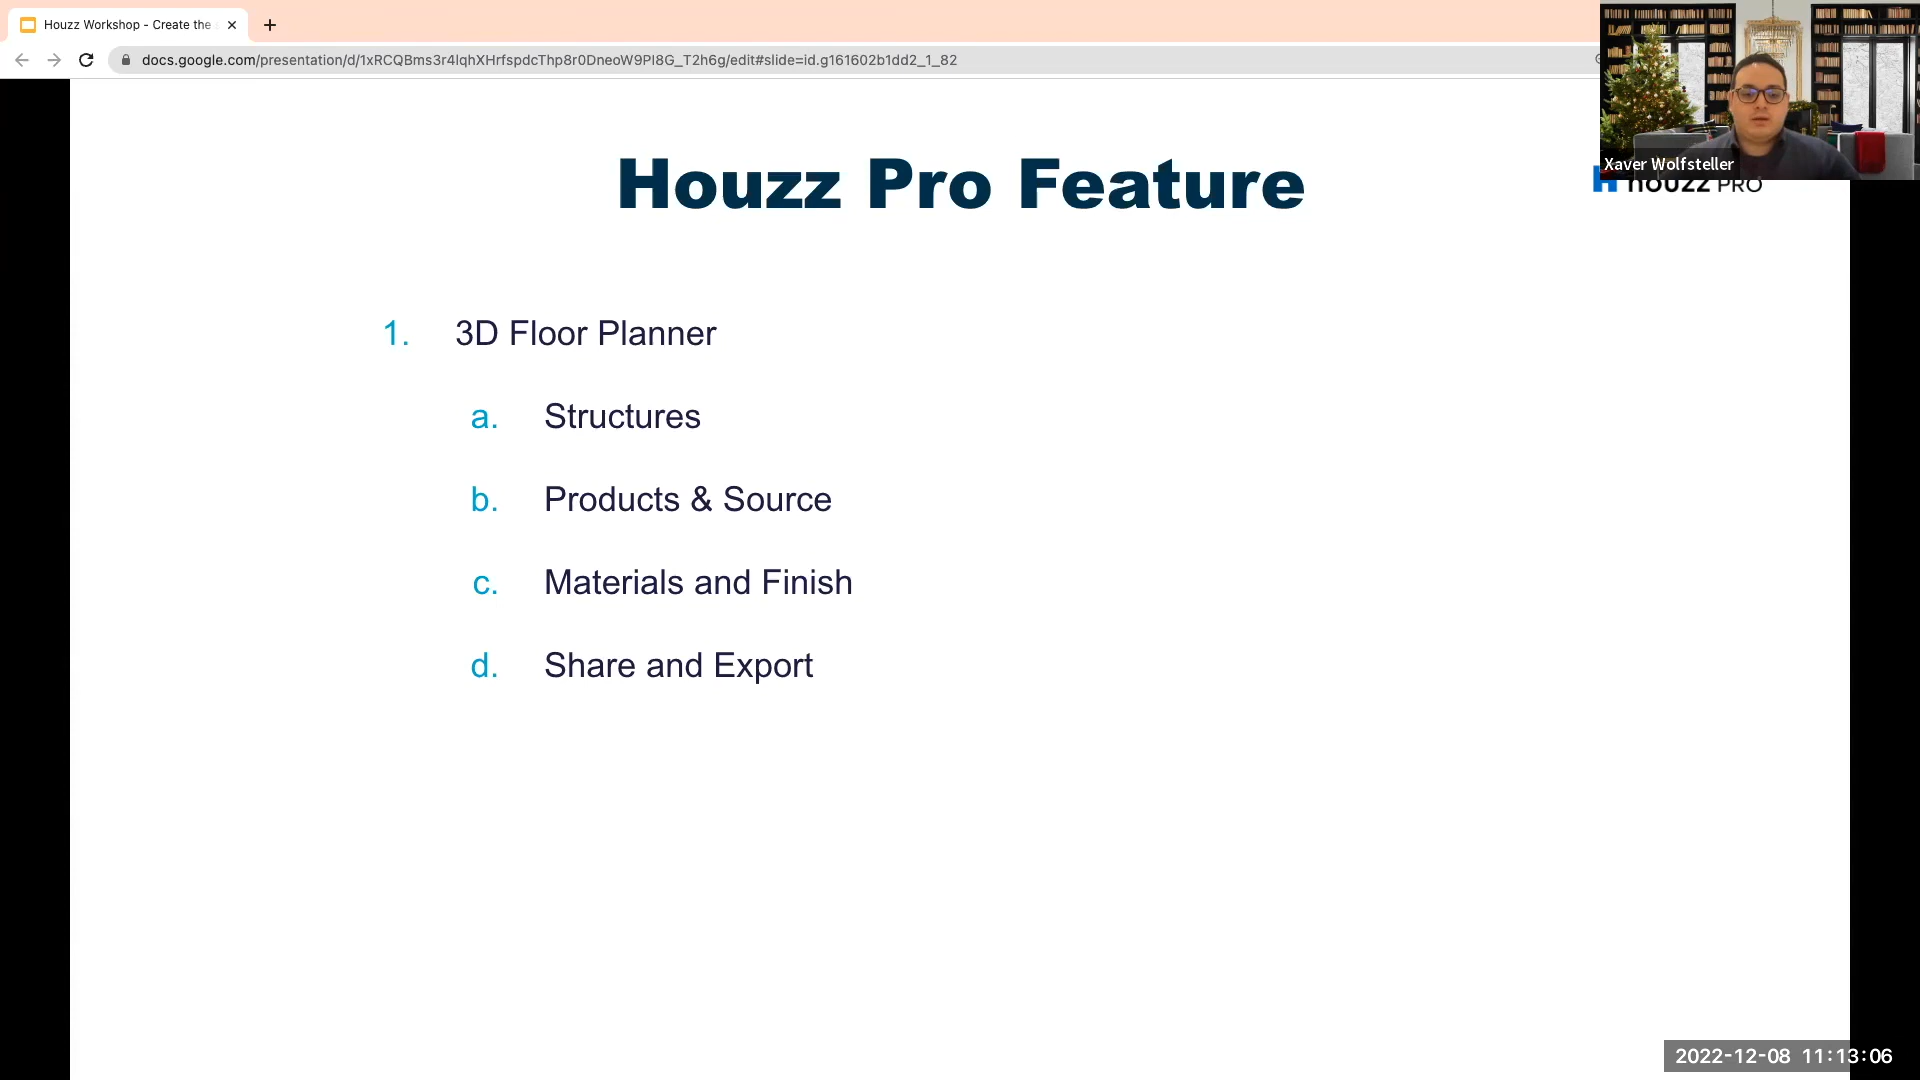 Houzz Workshop - Create the
docs.google.com/presentation/d/1xRCQBms3r4lqhXHrfspdcThp8r0DneoW9Pl8G_T2h6g/edit#slide=id.g161602b1dd2_1_82
Xaver Wolfsteller
houzz PRO
Houzz Pro Feature
1. 3D Floor Planner
a. Structures
b. Products & Source
c. Materials and Finish
d. Share and Export
2022-12-08 11:13:06